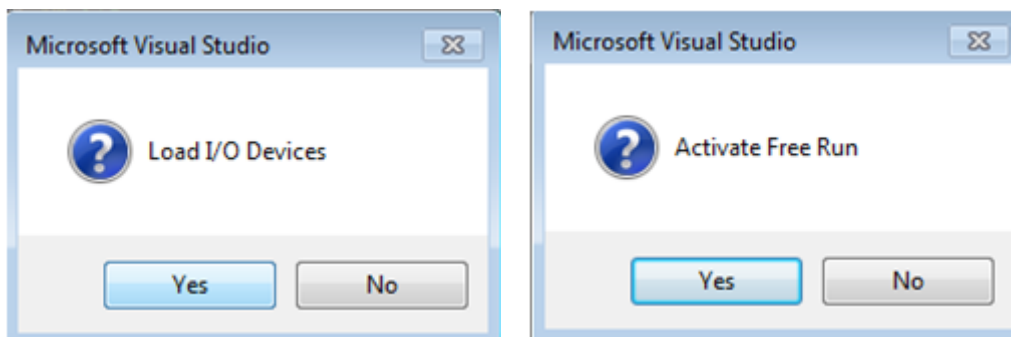 Microsoft Visual Studio
Load I/O Devices
Yes No
Microsoft Visual Studio
Activate Free Run
Yes No